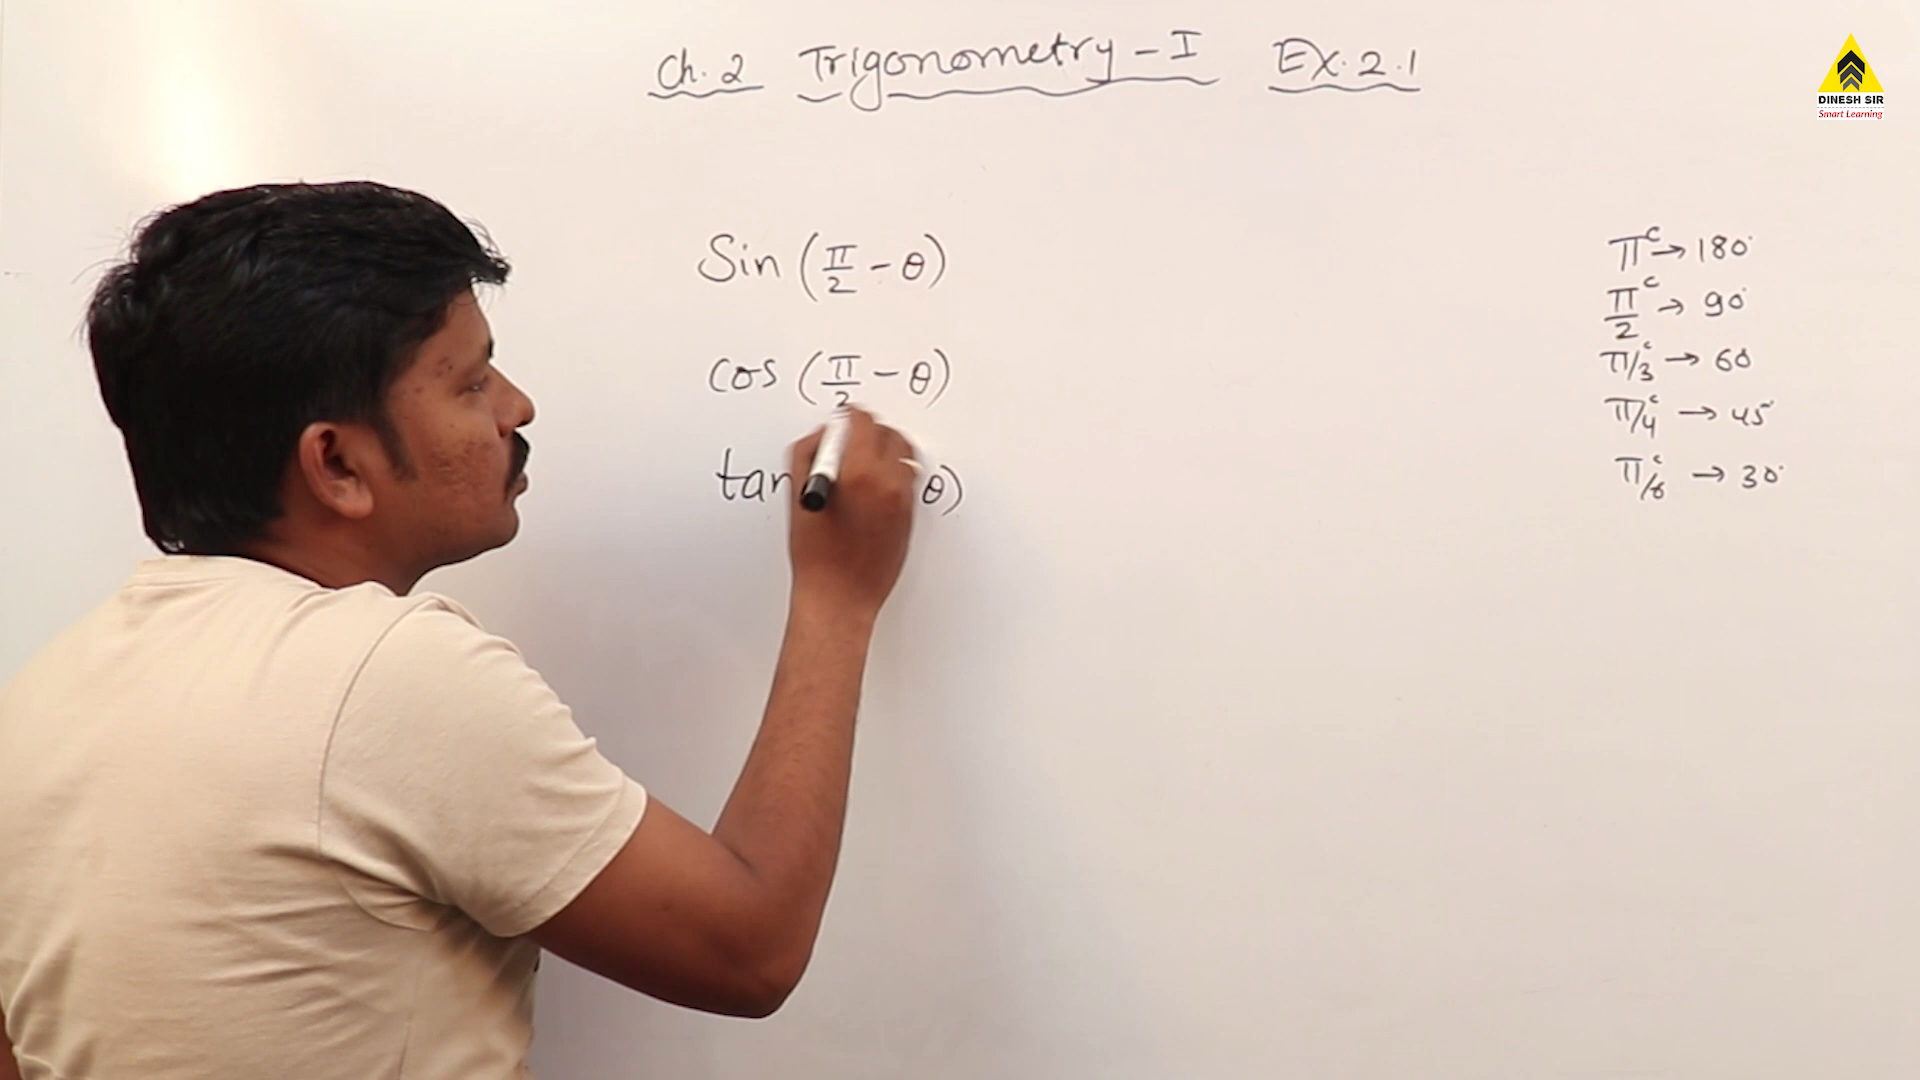 Ch. 2 Trigonometry - I Ex. 2.1
DINESH SIR
Smart Learning
Sin (π/2 - θ)
cos (π/2 - θ)
tan θ)
π^c → 180°
π/2^c → 90°
π/3^c → 60°
π/4^c → 45°
π/6^c → 30°